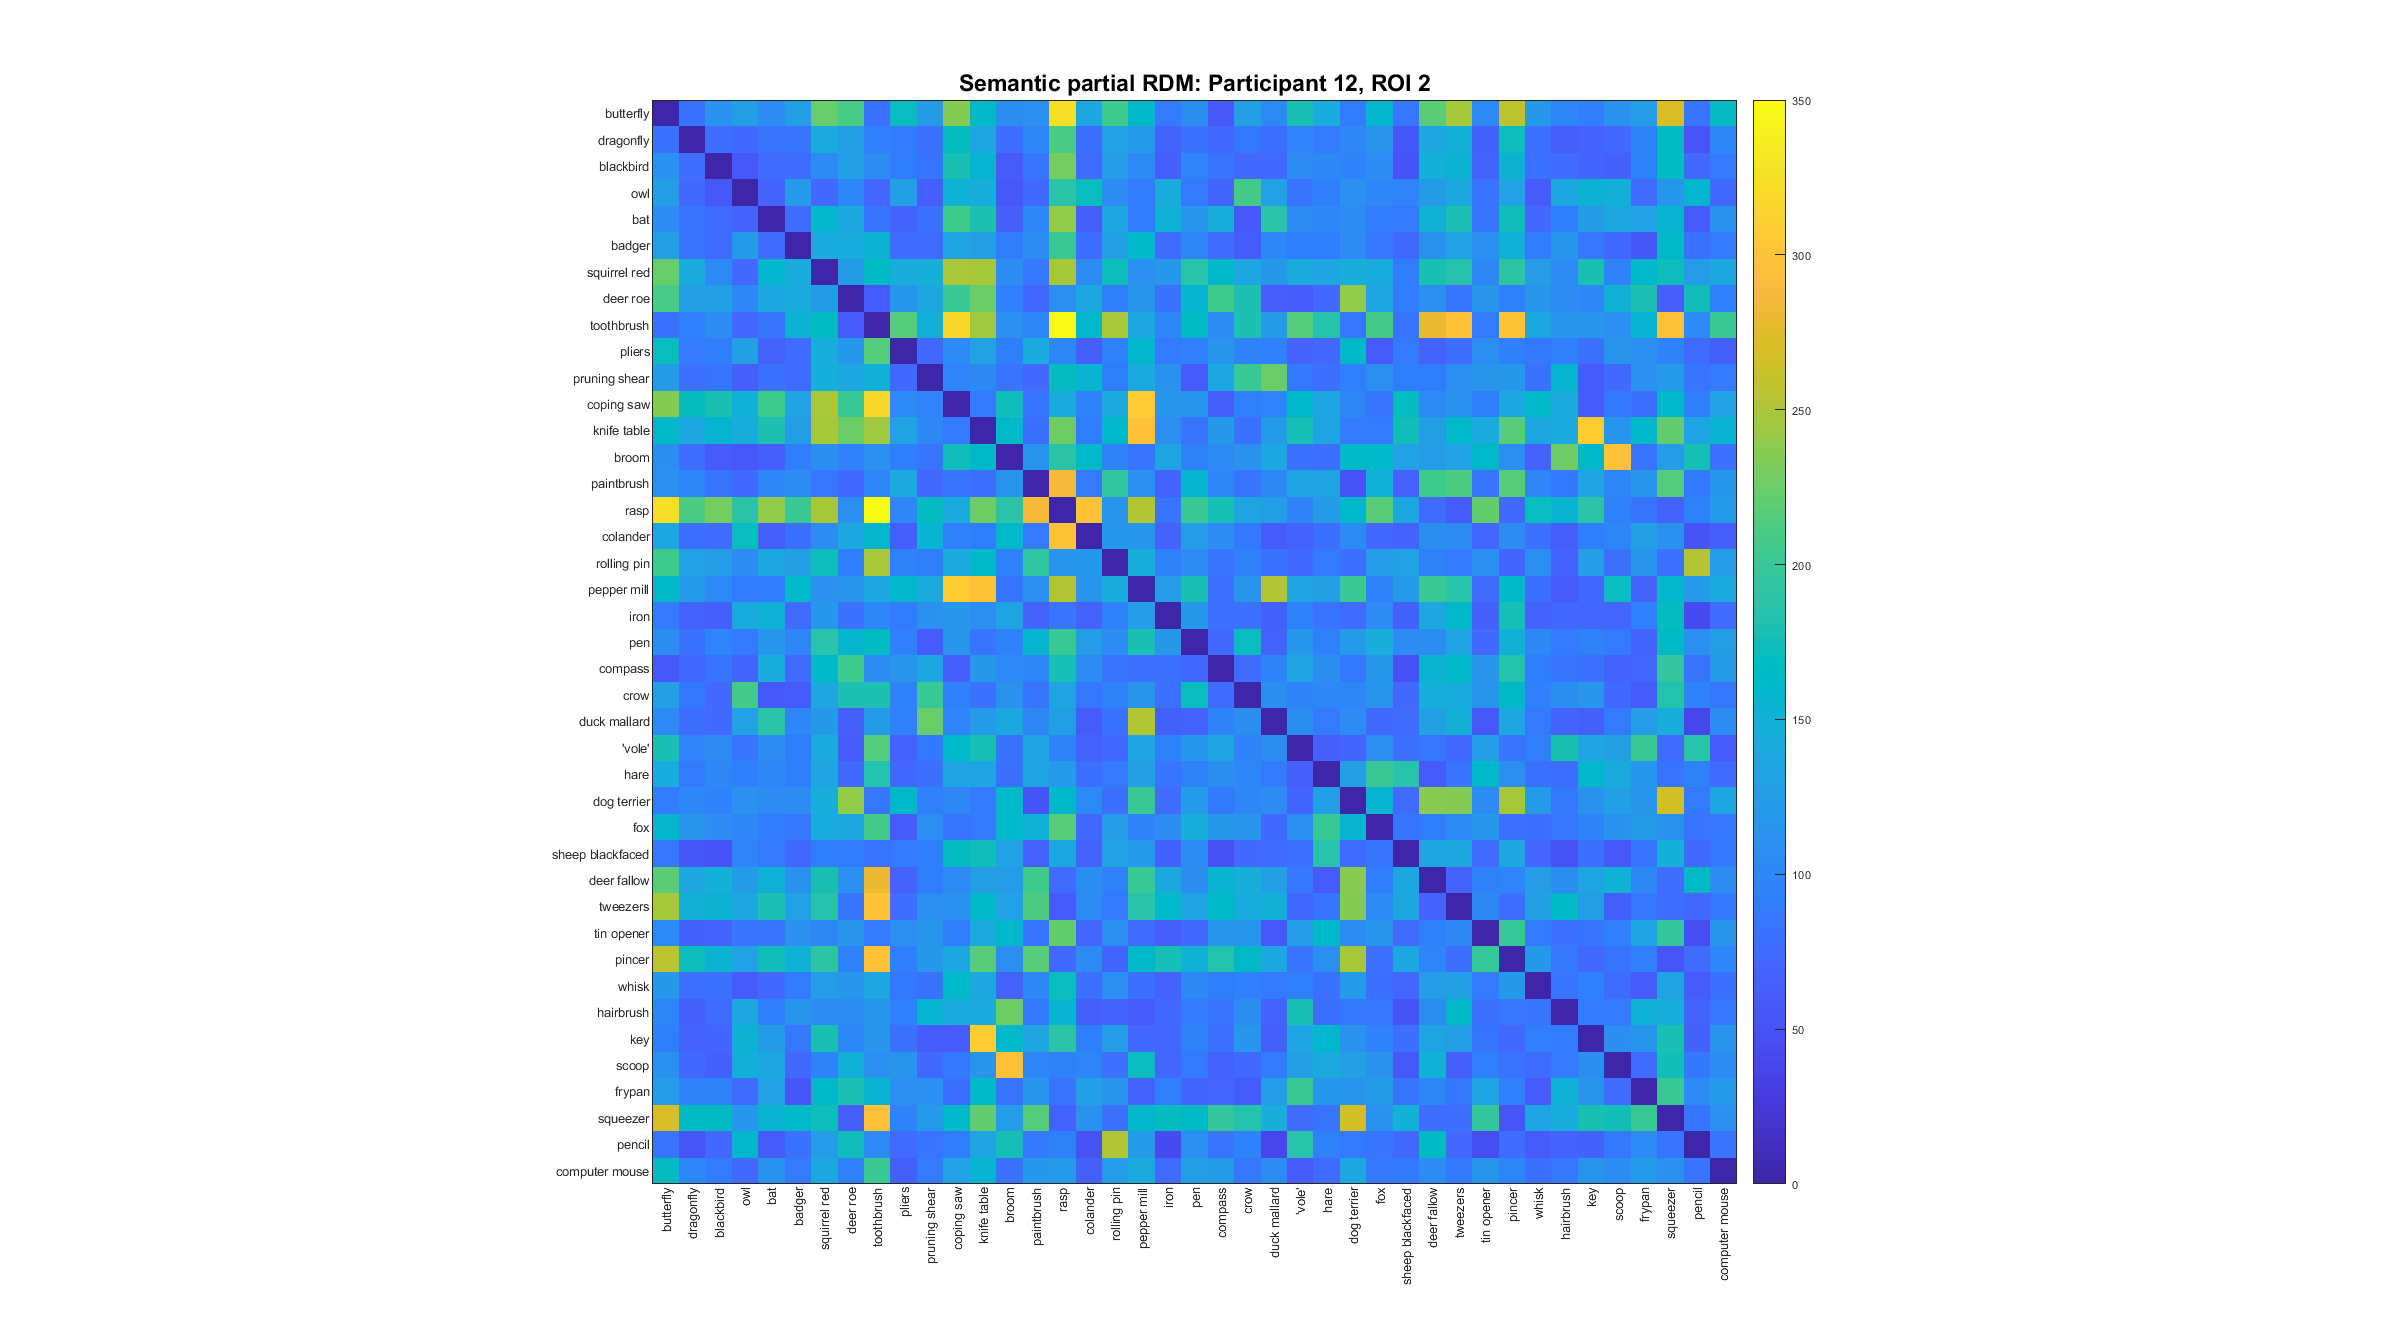 Semantic partial RDM: Participant 12, ROI 2
butterfly
dragonfly
blackbird
owl
bat
badger
squirrel red
deer roe
toothbrush
pliers
pruning shear
coping saw
knife table
broom
paintbrush
rasp
colander
rolling pin
pepper mill
iron
pen
compass
crow
duck mallard
'vole'
hare
dog terrier
fox
sheep blackfaced
deer fallow
tweezers
tin opener
pincer
whisk
hairbrush
key
scoop
frypan
squeezer
pencil
computer mouse
butterfly
dragonfly
blackbird
owl
bat
badger
squirrel red
deer roe
toothbrush
pliers
pruning shear
coping saw
knife table
broom
paintbrush
rasp
colander
rolling pin
pepper mill
iron
pen
compass
crow
duck mallard
'vole'
hare
dog terrier
fox
sheep blackfaced
deer fallow
tweezers
tin opener
pincer
whisk
hairbrush
key
scoop
frypan
squeezer
pencil
computer mouse
350
300
250
200
150
100
50
0